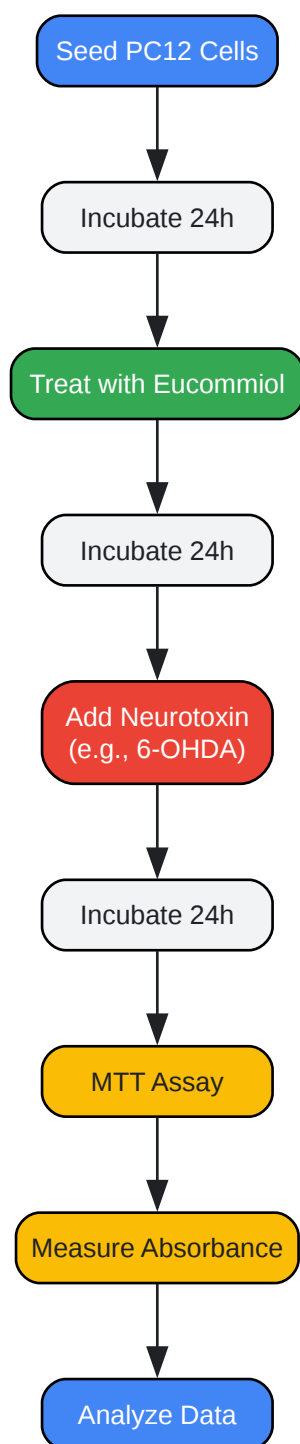 Seed PC12 Cells
Incubate 24h
Treat with Eucommiol
Incubate 24h
Add Neurotoxin
(e.g., 6-OHDA)
Incubate 24h
MTT Assay
Measure Absorbance
Analyze Data